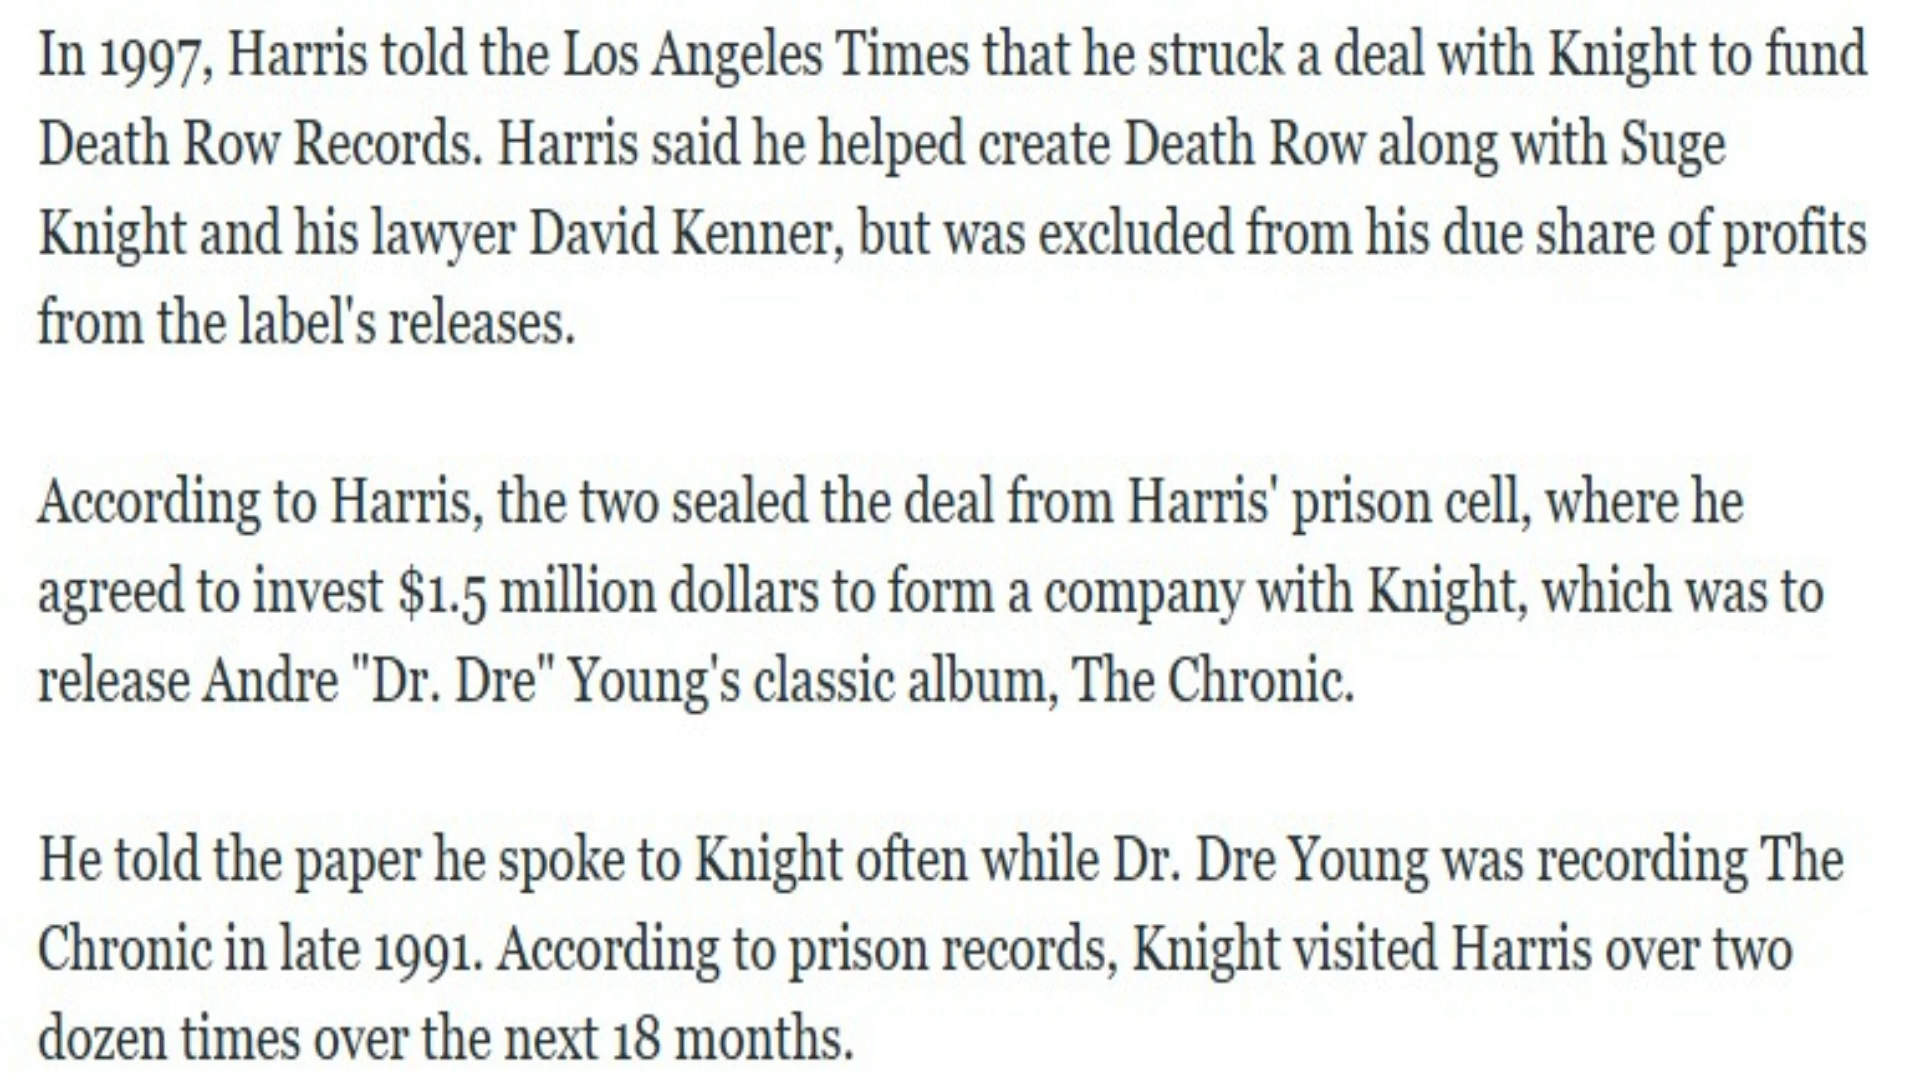 In 1997, Harris told the Los Angeles Times that he struck a deal with Knight to fund
Death Row Records. Harris said he helped create Death Row along with Suge
Knight and his lawyer David Kenner, but was excluded from his due share of profits
from the label's releases.
According to Harris, the two sealed the deal from Harris' prison cell, where he
agreed to invest $1.5 million dollars to form a company with Knight, which was to
release Andre "Dr. Dre" Young's classic album, The Chronic.
He told the paper he spoke to Knight often while Dr. Dre Young was recording The
Chronic in late 1991. According to prison records, Knight visited Harris over two
dozen times over the next 18 months.